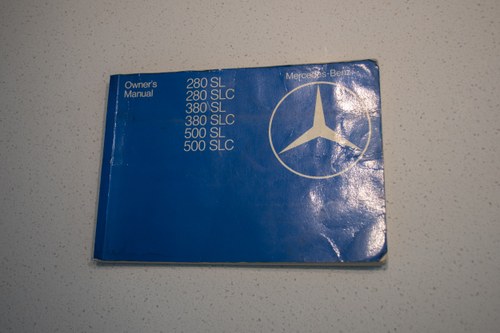 Owner's
Manual
280 SL
280 SLC
380 SL
380 SLC
500 SL
500 SLC
Mercedes-Benz